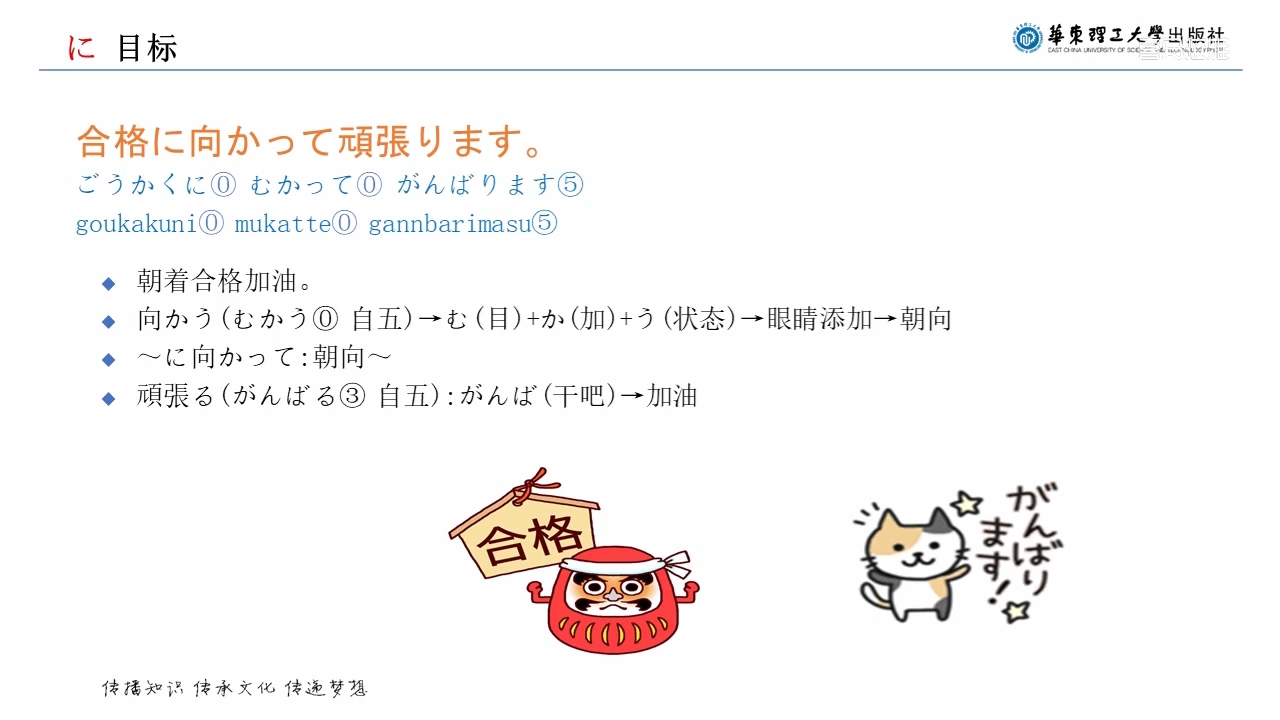 に 目标
華東理工大學出版社
合格に向かって頑張ります。
ごうかくに⓪ むかって⓪ がんばります⑤
goukakuni⓪ mukatte⓪ gannbarimasu⑤
朝着合格加油。
向かう(むかう⓪ 自五)→む(目)+か(加)+う(状态)→眼睛添加→朝向
～に向かって:朝向～
頑張る(がんばる③ 自五):がんば(干吧)→加油
合格
がんばり
ます!
传播知识 传承文化 传递梦想